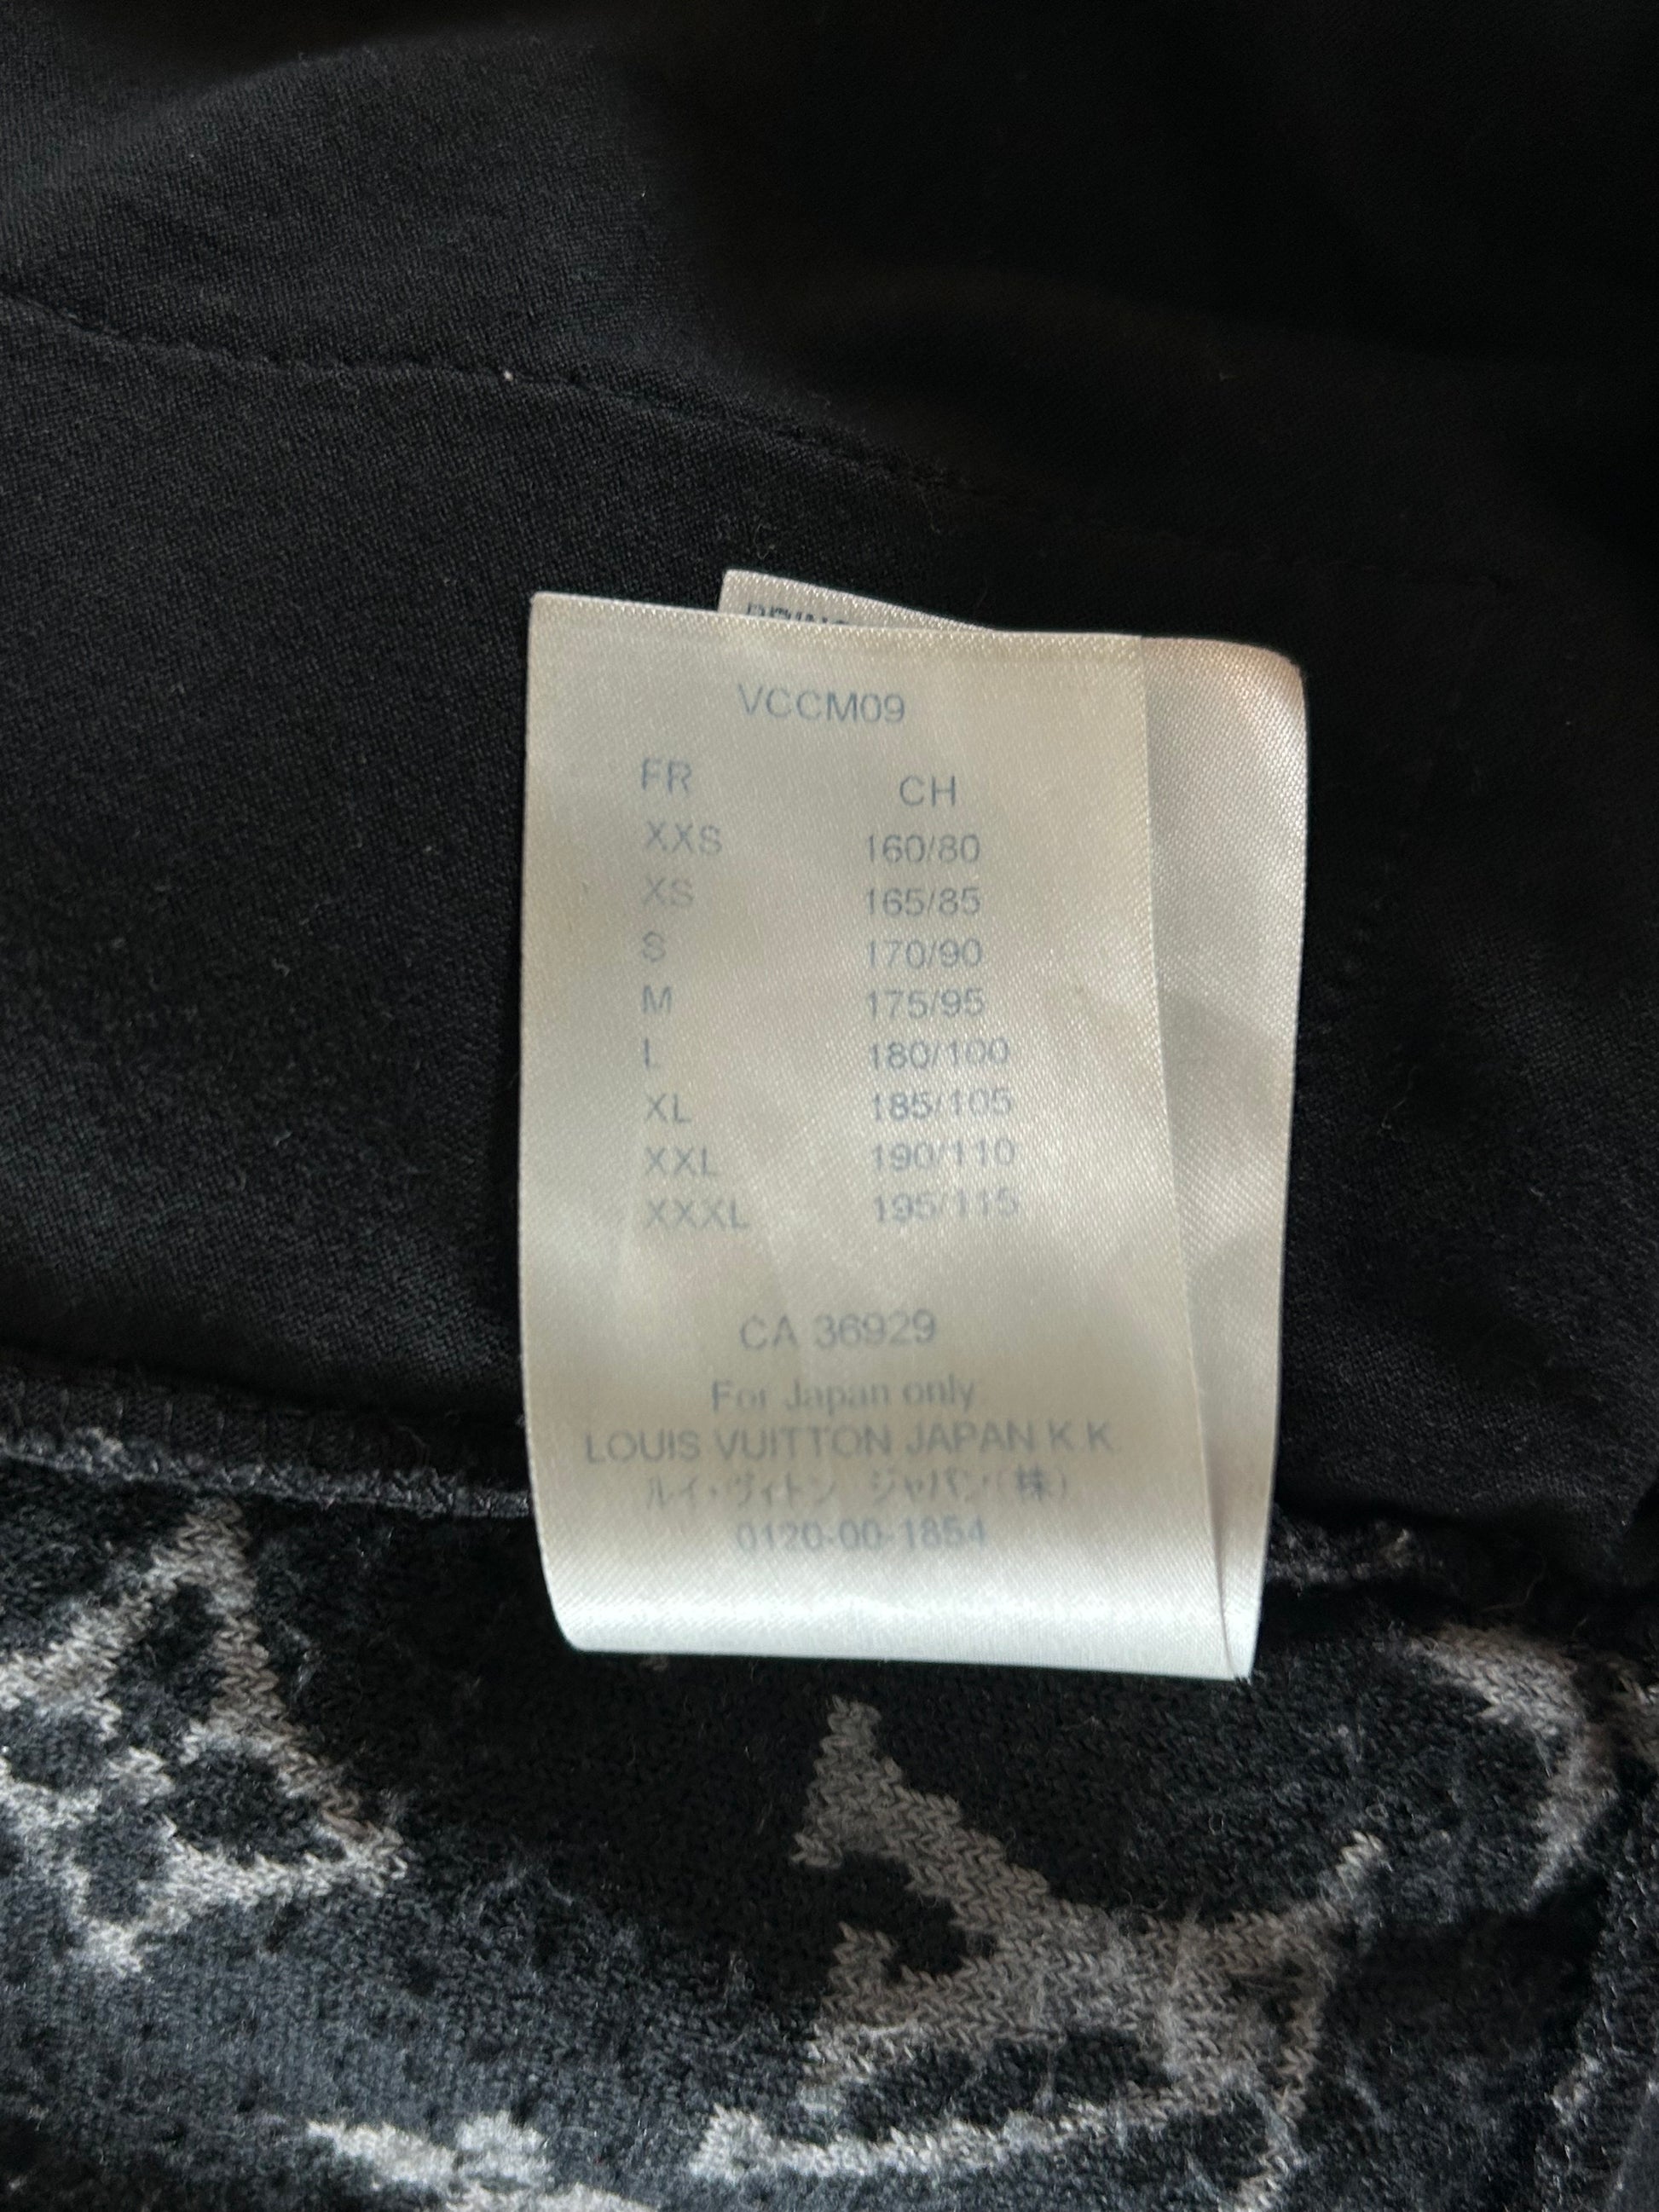 VCCM09
FR CH
XXS 160/80
XS 165/85
S 170/90
M 175/95
L 180/100
XL 185/105
XXL 190/110
XXXL 195/115
CA 36929
For Japan only:
LOUIS VUITTON JAPAN K.K.
ルイ・ヴィトン ジャパン(株)
0120-00-1854